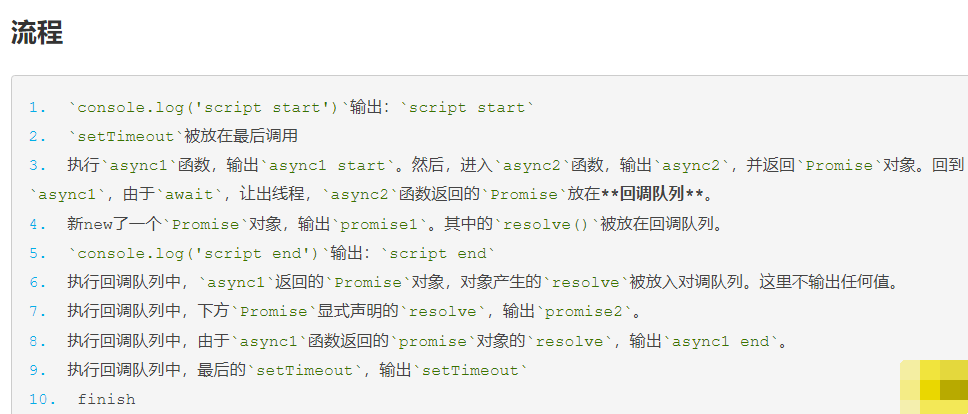 流程
1. `console.log('script start')`输出：`script start`
2. `setTimeout`被放在最后调用
3. 执行`async1`函数，输出`async1 start`。然后，进入`async2`函数，输出`async2`，并返回`Promise`对象。回到
`async1`，由于`await`，让出线程，`async2`函数返回的`Promise`放在**回调队列**。
4. 新new了一个`Promise`对象，输出`promise1`。其中的`resolve()`被放在回调队列。
5. `console.log('script end')`输出：`script end`
6. 执行回调队列中，`async1`返回的`Promise`对象，对象产生的`resolve`被放入对调队列。这里不输出任何值。
7. 执行回调队列中，下方`Promise`显式声明的`resolve`，输出`promise2`。
8. 执行回调队列中，由于`async1`函数返回的`promise`对象的`resolve`，输出`async1 end`。
9. 执行回调队列中，最后的`setTimeout`，输出`setTimeout`
10. finish